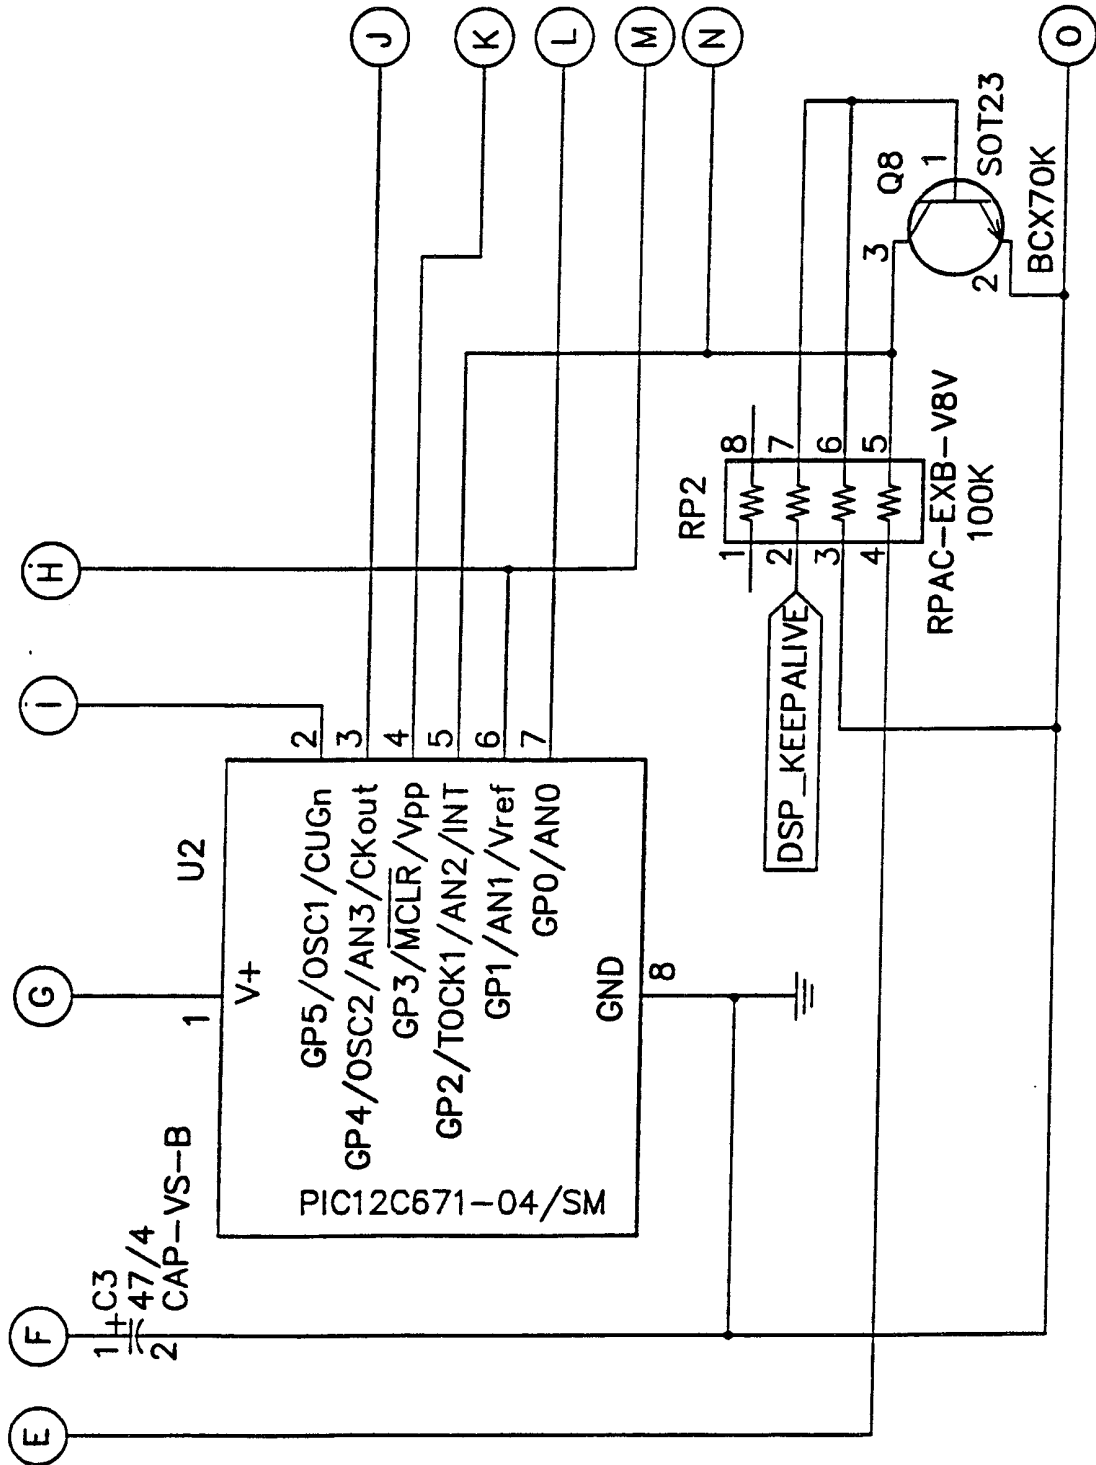 E
F
G
I
H
J
K
L
M
N
O
1
+
C3
2
47/4
CAP-VS-B
U2
1
V+
GP5/OSC1/CUGn
2
GP4/OSC2/AN3/CKout
3
GP3/MCLR/Vpp
4
GP2/TOCK1/AN2/INT
5
GP1/AN1/Vref
6
GP0/AN0
7
GND
8
PIC12C671-04/SM
DSP_KEEPALIVE
RP2
1
8
2
7
3
6
4
5
RPAC-EXB-V8V
100K
Q8
1
3
2
SOT23
BCX70K